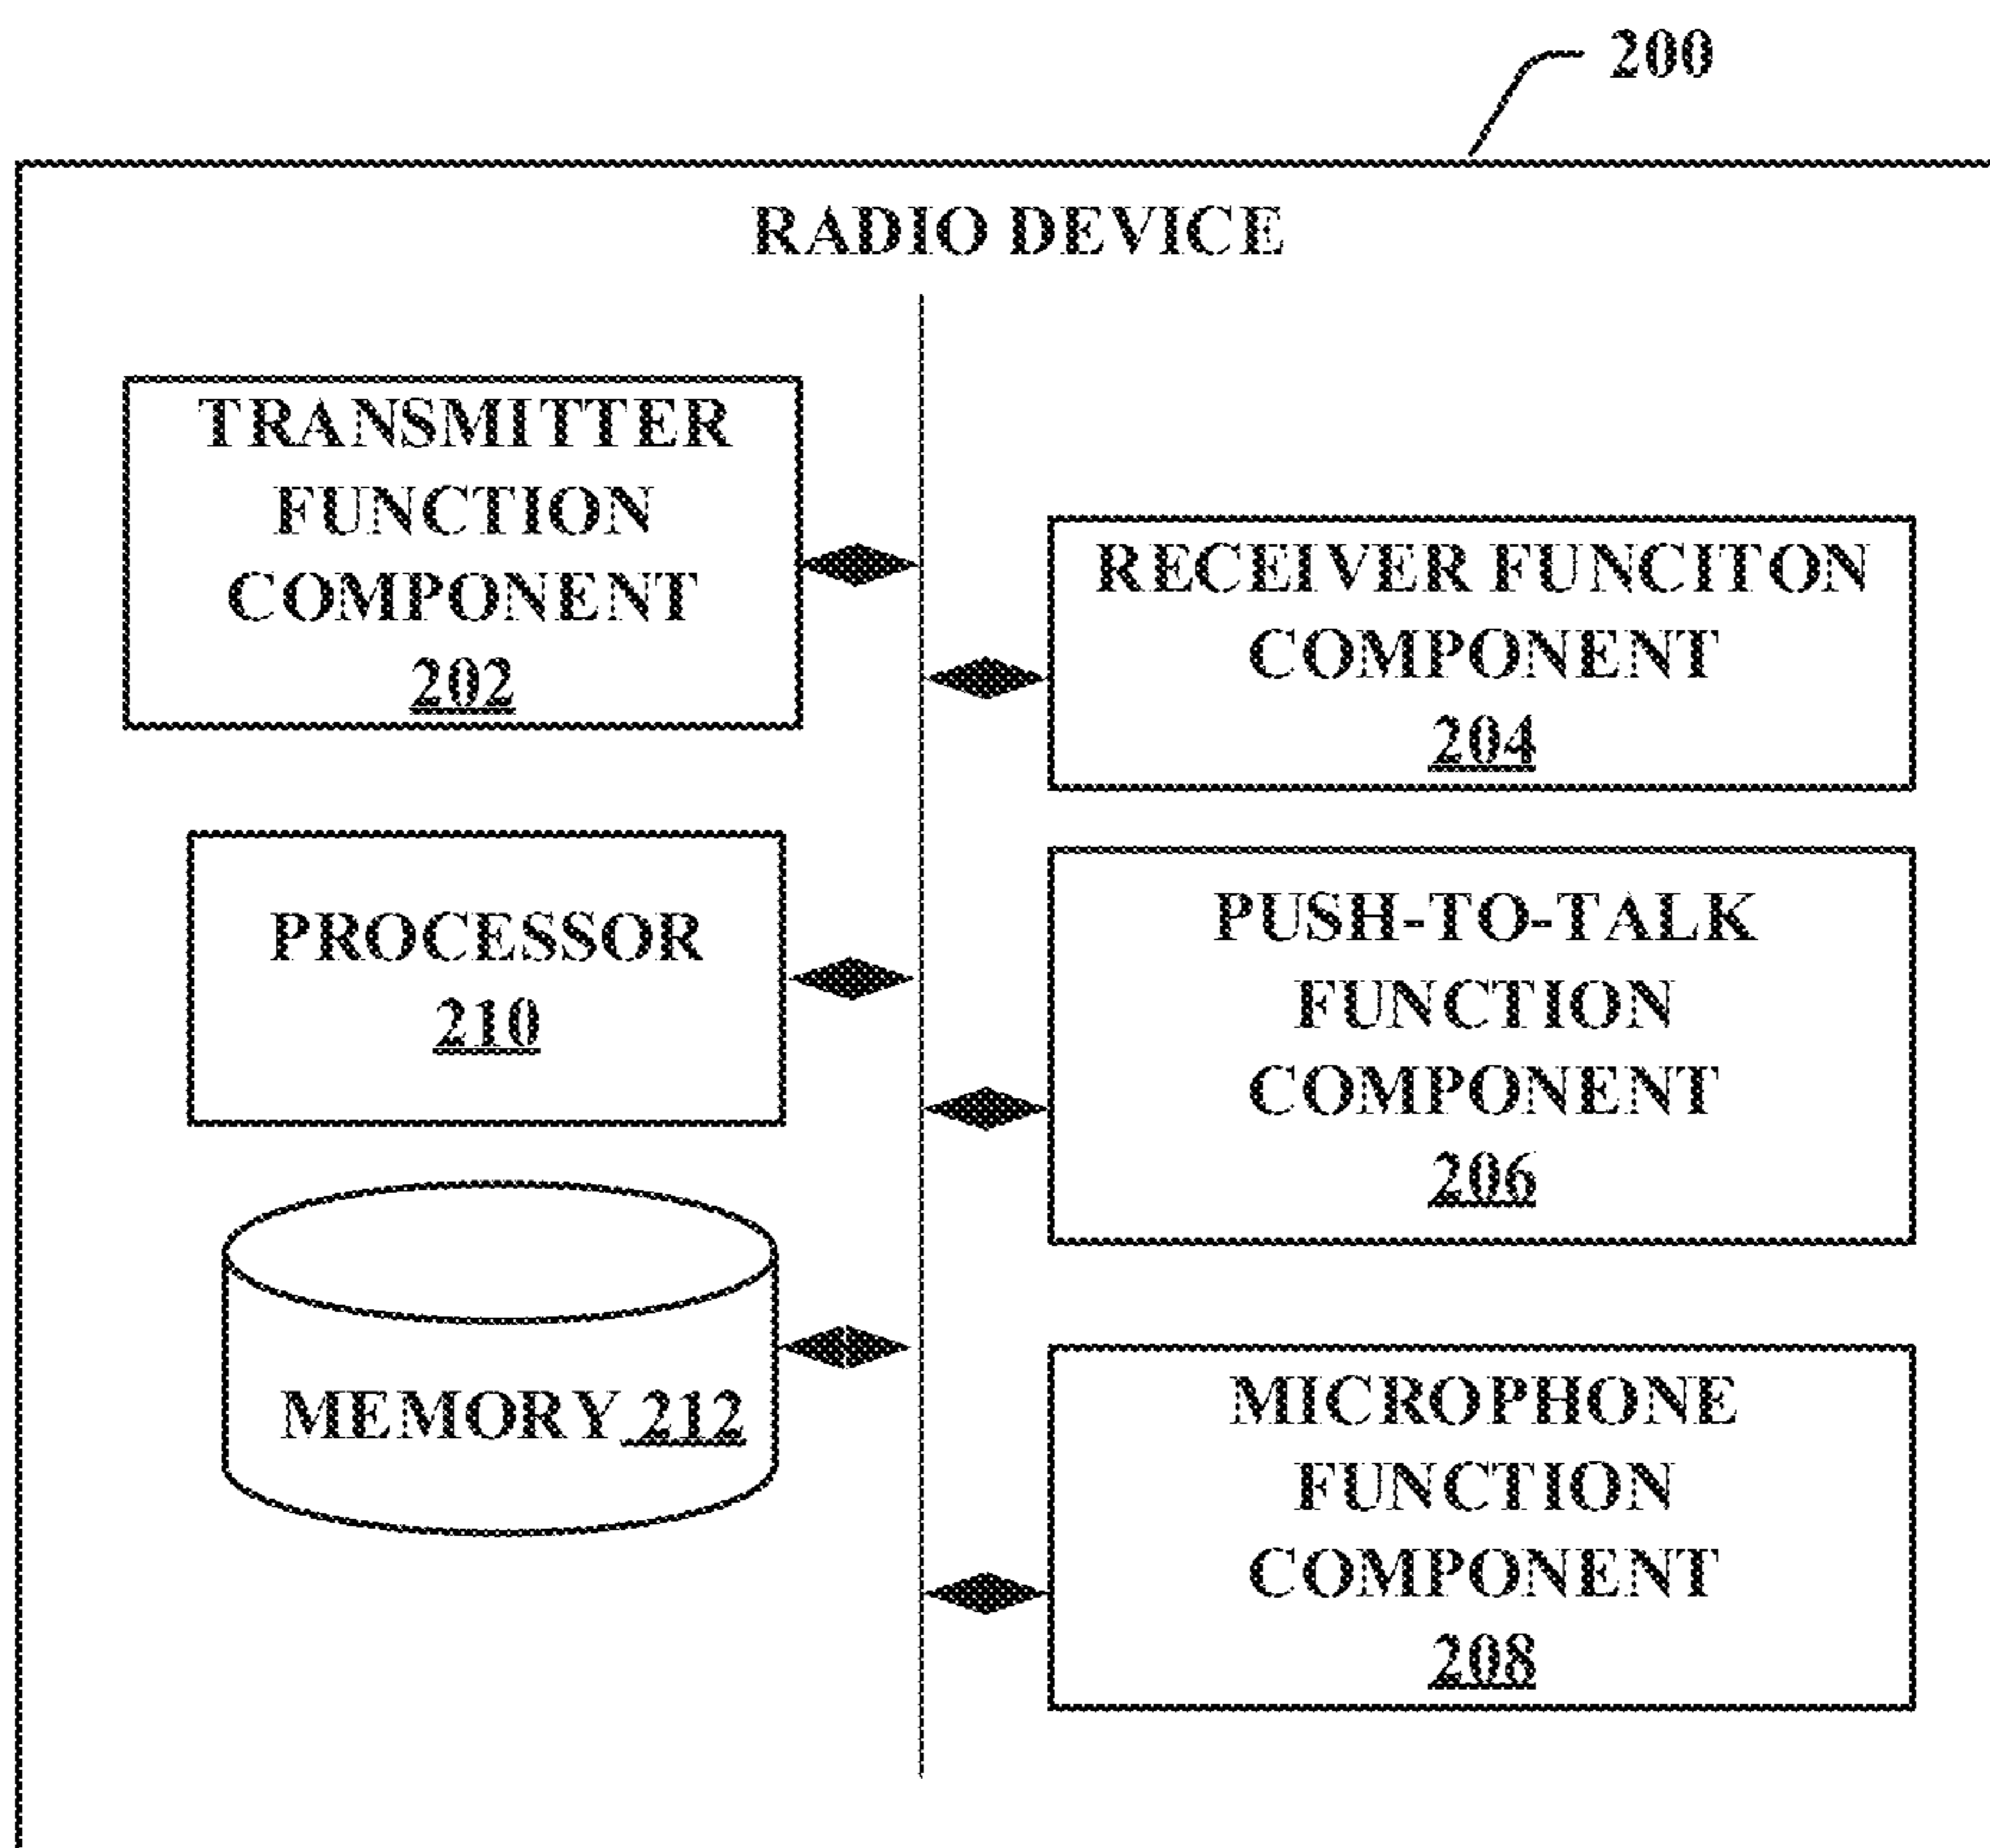 200
RADIO DEVICE
TRANSMITTER
FUNCTION
COMPONENT
202
RECEIVER FUNCITON
COMPONENT
204
PROCESSOR
210
PUSH-TO-TALK
FUNCTION
COMPONENT
206
MEMORY 212
MICROPHONE
FUNCTION
COMPONENT
208